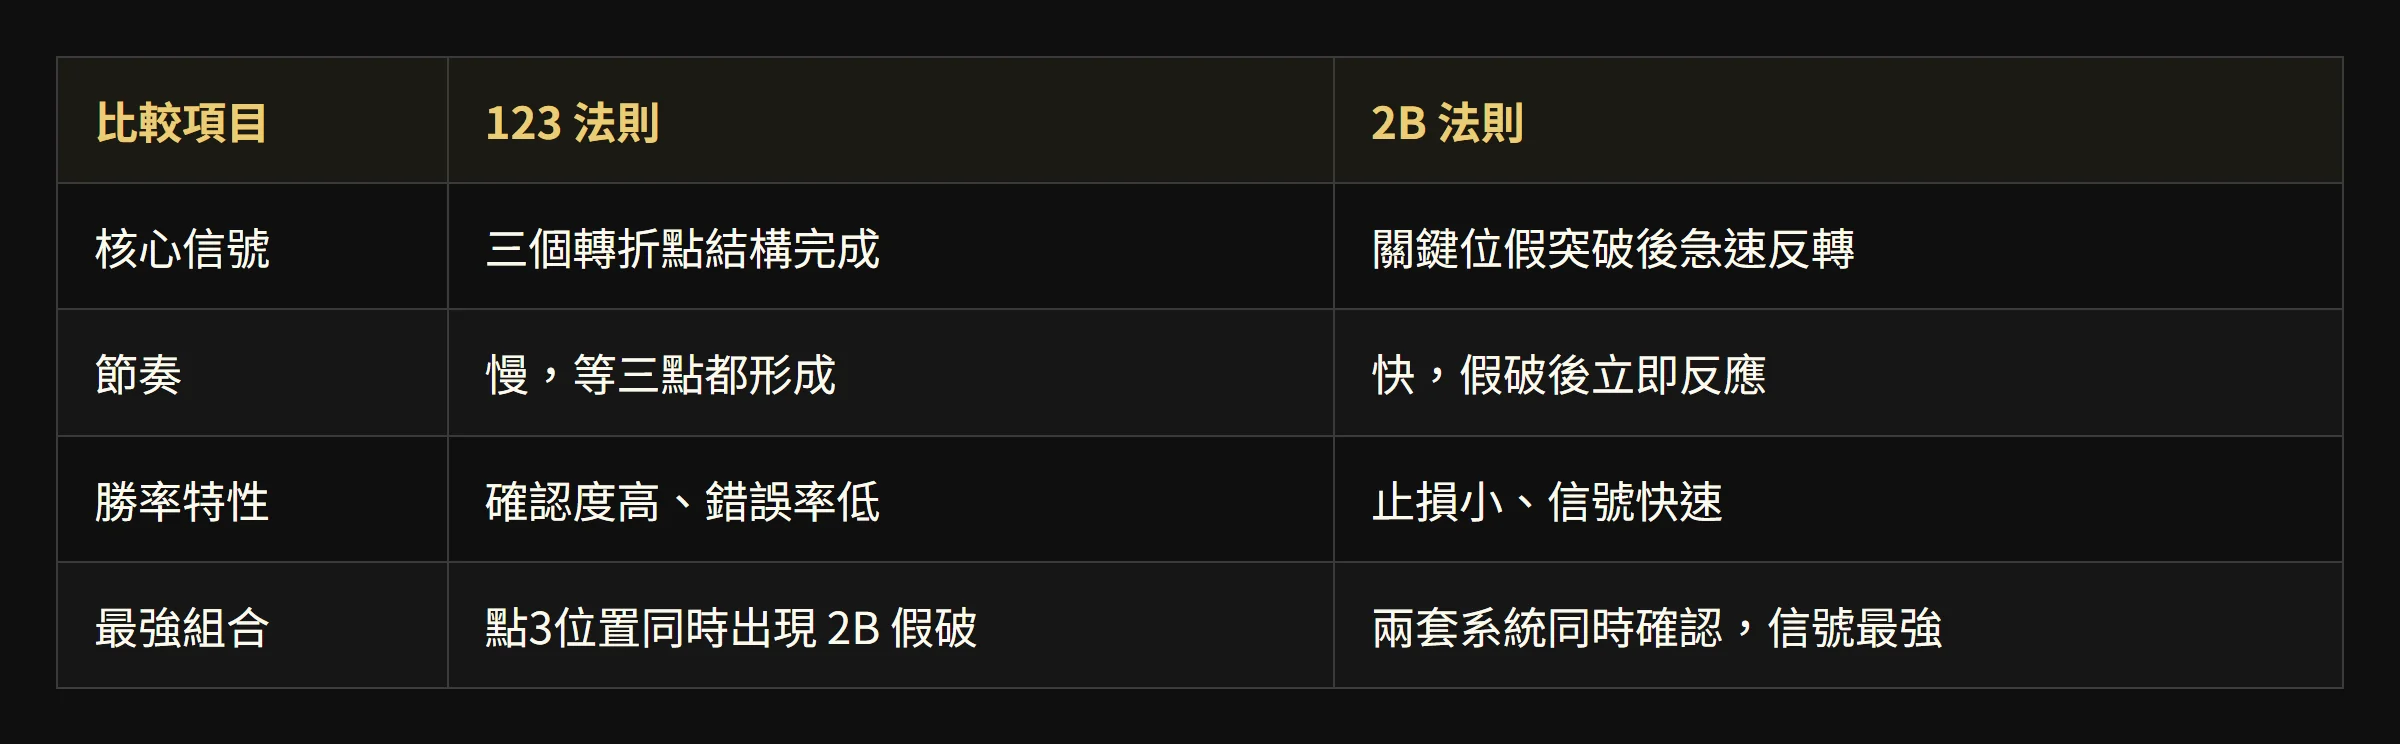 比較項目 123 法則 2B 法則
核心信號 三個轉折點結構完成 關鍵位假突破後急速反轉
節奏 慢，等三點都形成 快，假破後立即反應
勝率特性 確認度高、錯誤率低 止損小、信號快速
最強組合 點3位置同時出現 2B 假破 兩套系統同時確認，信號最強